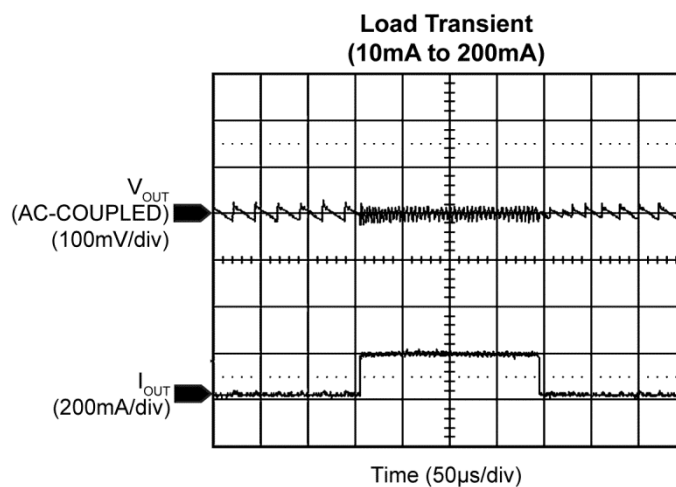 Load Transient
(10mA to 200mA)
VOUT
(AC-COUPLED)
(100mV/div)
IOUT
(200mA/div)
Time (50µs/div)